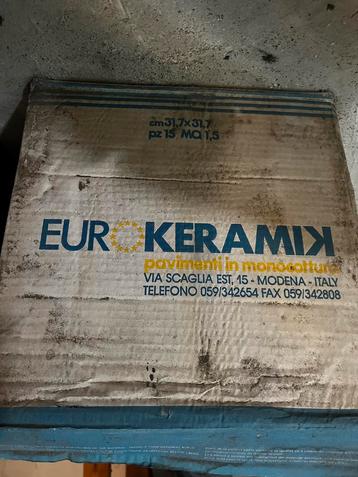 cm31,7x31,7
pz 15 MQ 1,5
EUROKERAMIK
pavimenti in monocottura
VIA SCAGLIA EST, 15 - MODENA - ITALY
TELEFONO 059/342654 FAX 059/342808